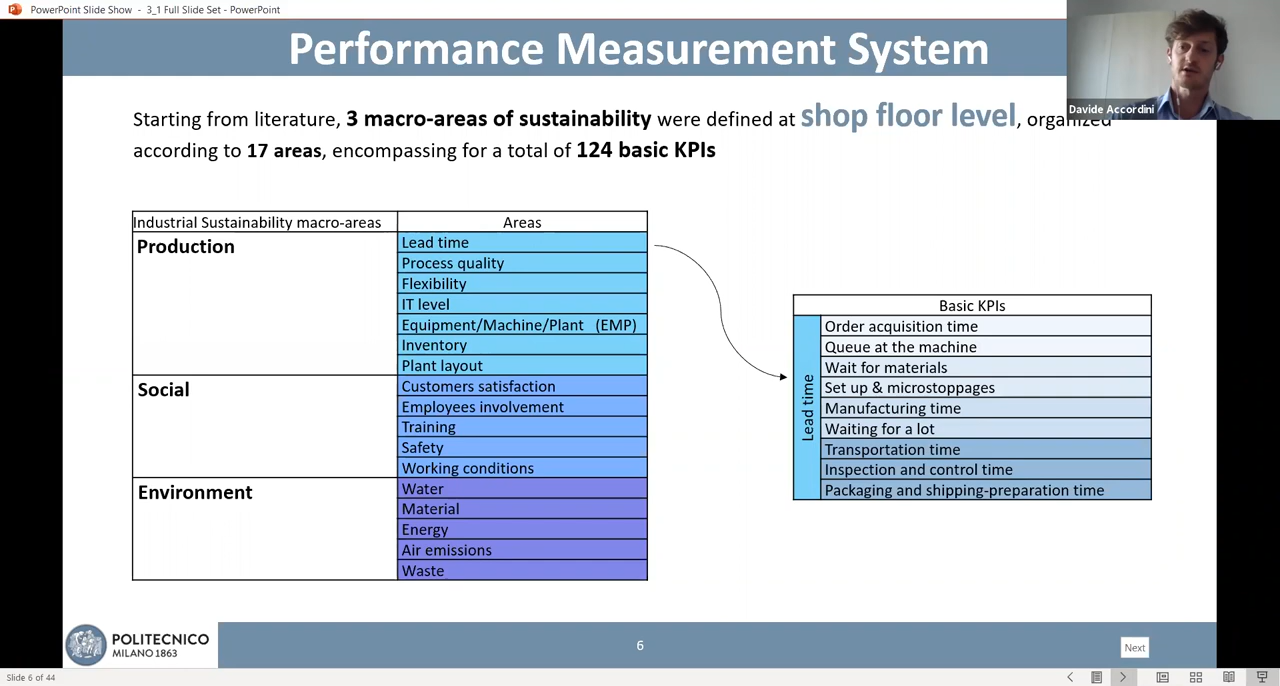 PowerPoint Slide Show - 3_1 Full Slide Set - PowerPoint
Performance Measurement System
Davide Accordini
Starting from literature, 3 macro-areas of sustainability were defined at shop floor level, organized
according to 17 areas, encompassing for a total of 124 basic KPIs
Industrial Sustainability macro-areas
Areas
Production
Lead time
Process quality
Flexibility
IT level
Equipment/Machine/Plant (EMP)
Inventory
Plant layout
Social
Customers satisfaction
Employees involvement
Training
Safety
Working conditions
Environment
Water
Material
Energy
Air emissions
Waste
Basic KPIs
Lead time
Order acquisition time
Queue at the machine
Wait for materials
Set up & microstoppages
Manufacturing time
Waiting for a lot
Transportation time
Inspection and control time
Packaging and shipping-preparation time
POLITECNICO
MILANO 1863
6
Next
Slide 6 of 44